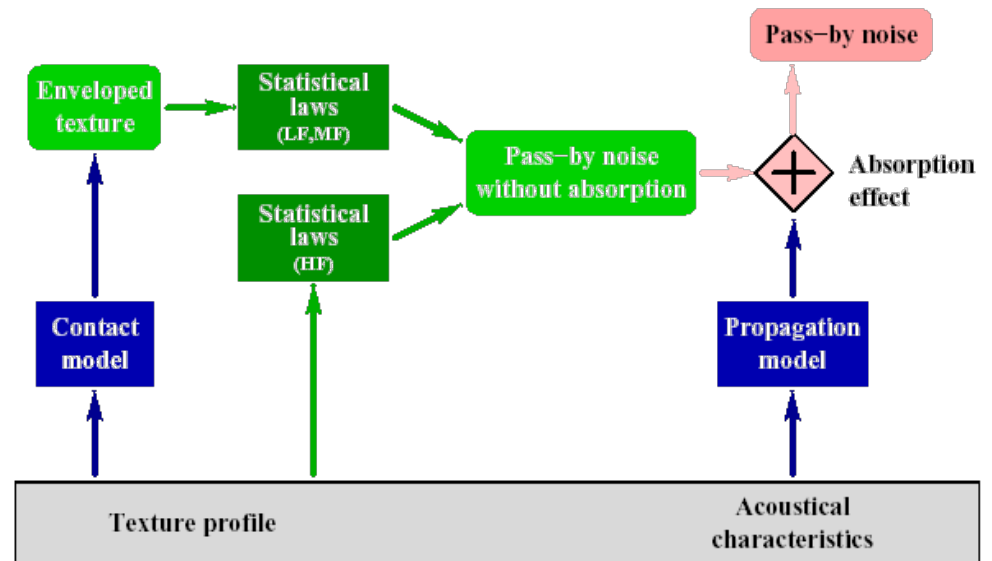 Pass−by noise
Enveloped
texture
Statistical
laws
(LF,MF)
Pass−by noise
without absorption
Absorption
effect
Statistical
laws
(HF)
Contact
model
Propagation
model
Texture profile
Acoustical
characteristics